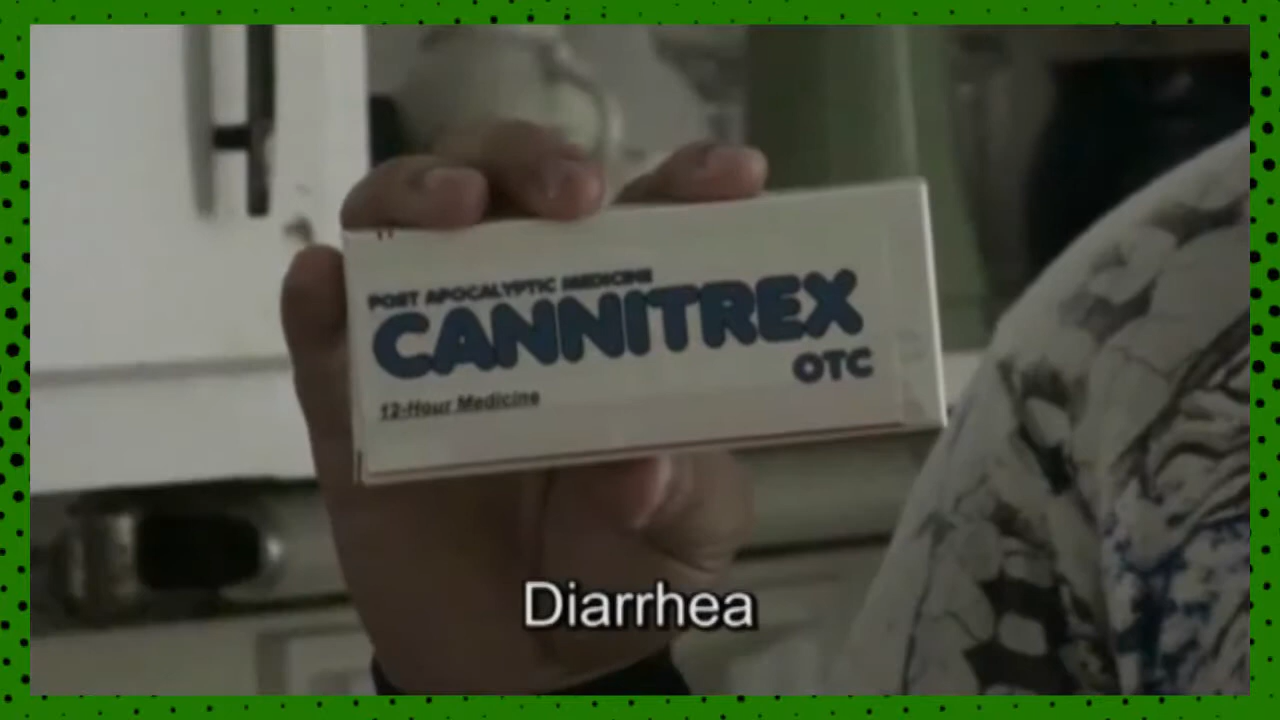 POST APOCALYPTIC MEDICINE
CANNITREX
OTC
12-Hour Medicine
Diarrhea